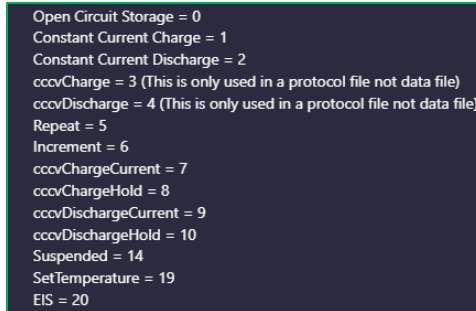 Open Circuit Storage = 0
Constant Current Charge = 1
Constant Current Discharge = 2
cccvCharge = 3 (This is only used in a protocol file not data file)
cccvDischarge = 4 (This is only used in a protocol file not data file)
Repeat = 5
Increment = 6
cccvChargeCurrent = 7
cccvChargeHold = 8
cccvDischargeCurrent = 9
cccvDischargeHold = 10
Suspended = 14
SetTemperature = 19
EIS = 20